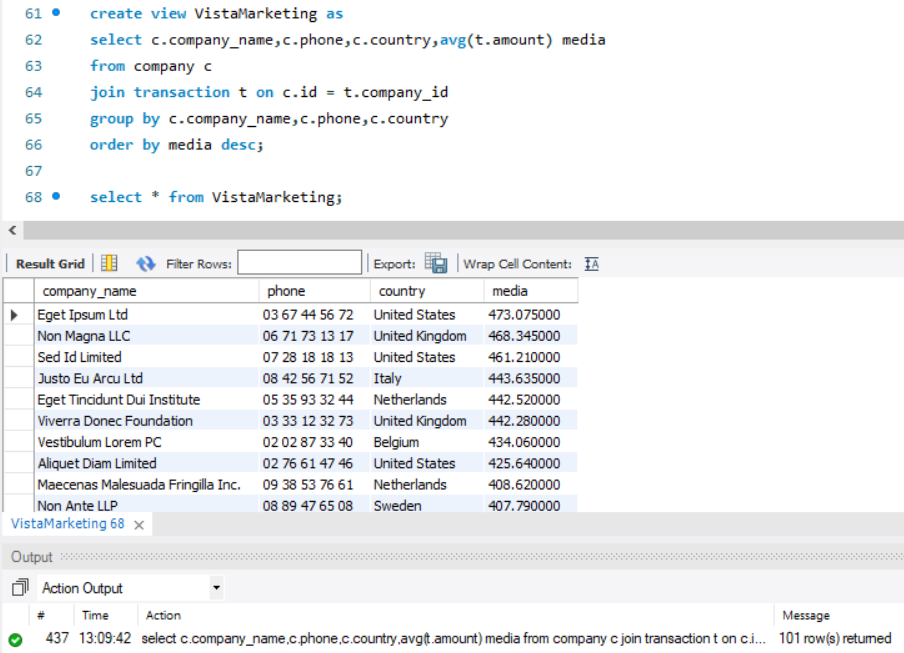 61 create view VistaMarketing as
62 select c.company_name,c.phone,c.country,avg(t.amount) media
63 from company c
64 join transaction t on c.id = t.company_id
65 group by c.company_name,c.phone,c.country
66 order by media desc;
67
68 select * from VistaMarketing;
Result Grid Filter Rows: Export: Wrap Cell Content:
company_name phone country media
Eget Ipsum Ltd 03 67 44 56 72 United States 473.075000
Non Magna LLC 06 71 73 13 17 United Kingdom 468.345000
Sed Id Limited 07 28 18 18 13 United States 461.210000
Justo Eu Arcu Ltd 08 42 56 71 52 Italy 443.635000
Eget Tincidunt Dui Institute 05 35 93 32 44 Netherlands 442.520000
Viverra Donec Foundation 03 33 12 32 73 United Kingdom 442.280000
Vestibulum Lorem PC 02 02 87 33 40 Belgium 434.060000
Aliquet Diam Limited 02 76 61 47 46 United States 425.640000
Maecenas Malesuada Fringilla Inc. 09 38 53 76 61 Netherlands 408.620000
Non Ante LLP 08 89 47 65 08 Sweden 407.790000
VistaMarketing 68
Output
Action Output
# Time Action Message
437 13:09:42 select c.company_name,c.phone,c.country,avg(t.amount) media from company c join transaction t on c.i... 101 row(s) returned